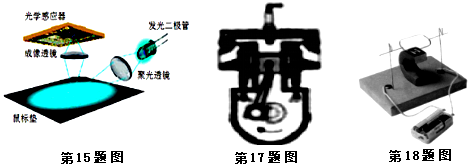 光学感应器
发光二极管
成像透镜
聚光透镜
鼠标垫
第15题图
第17题图
第18题图